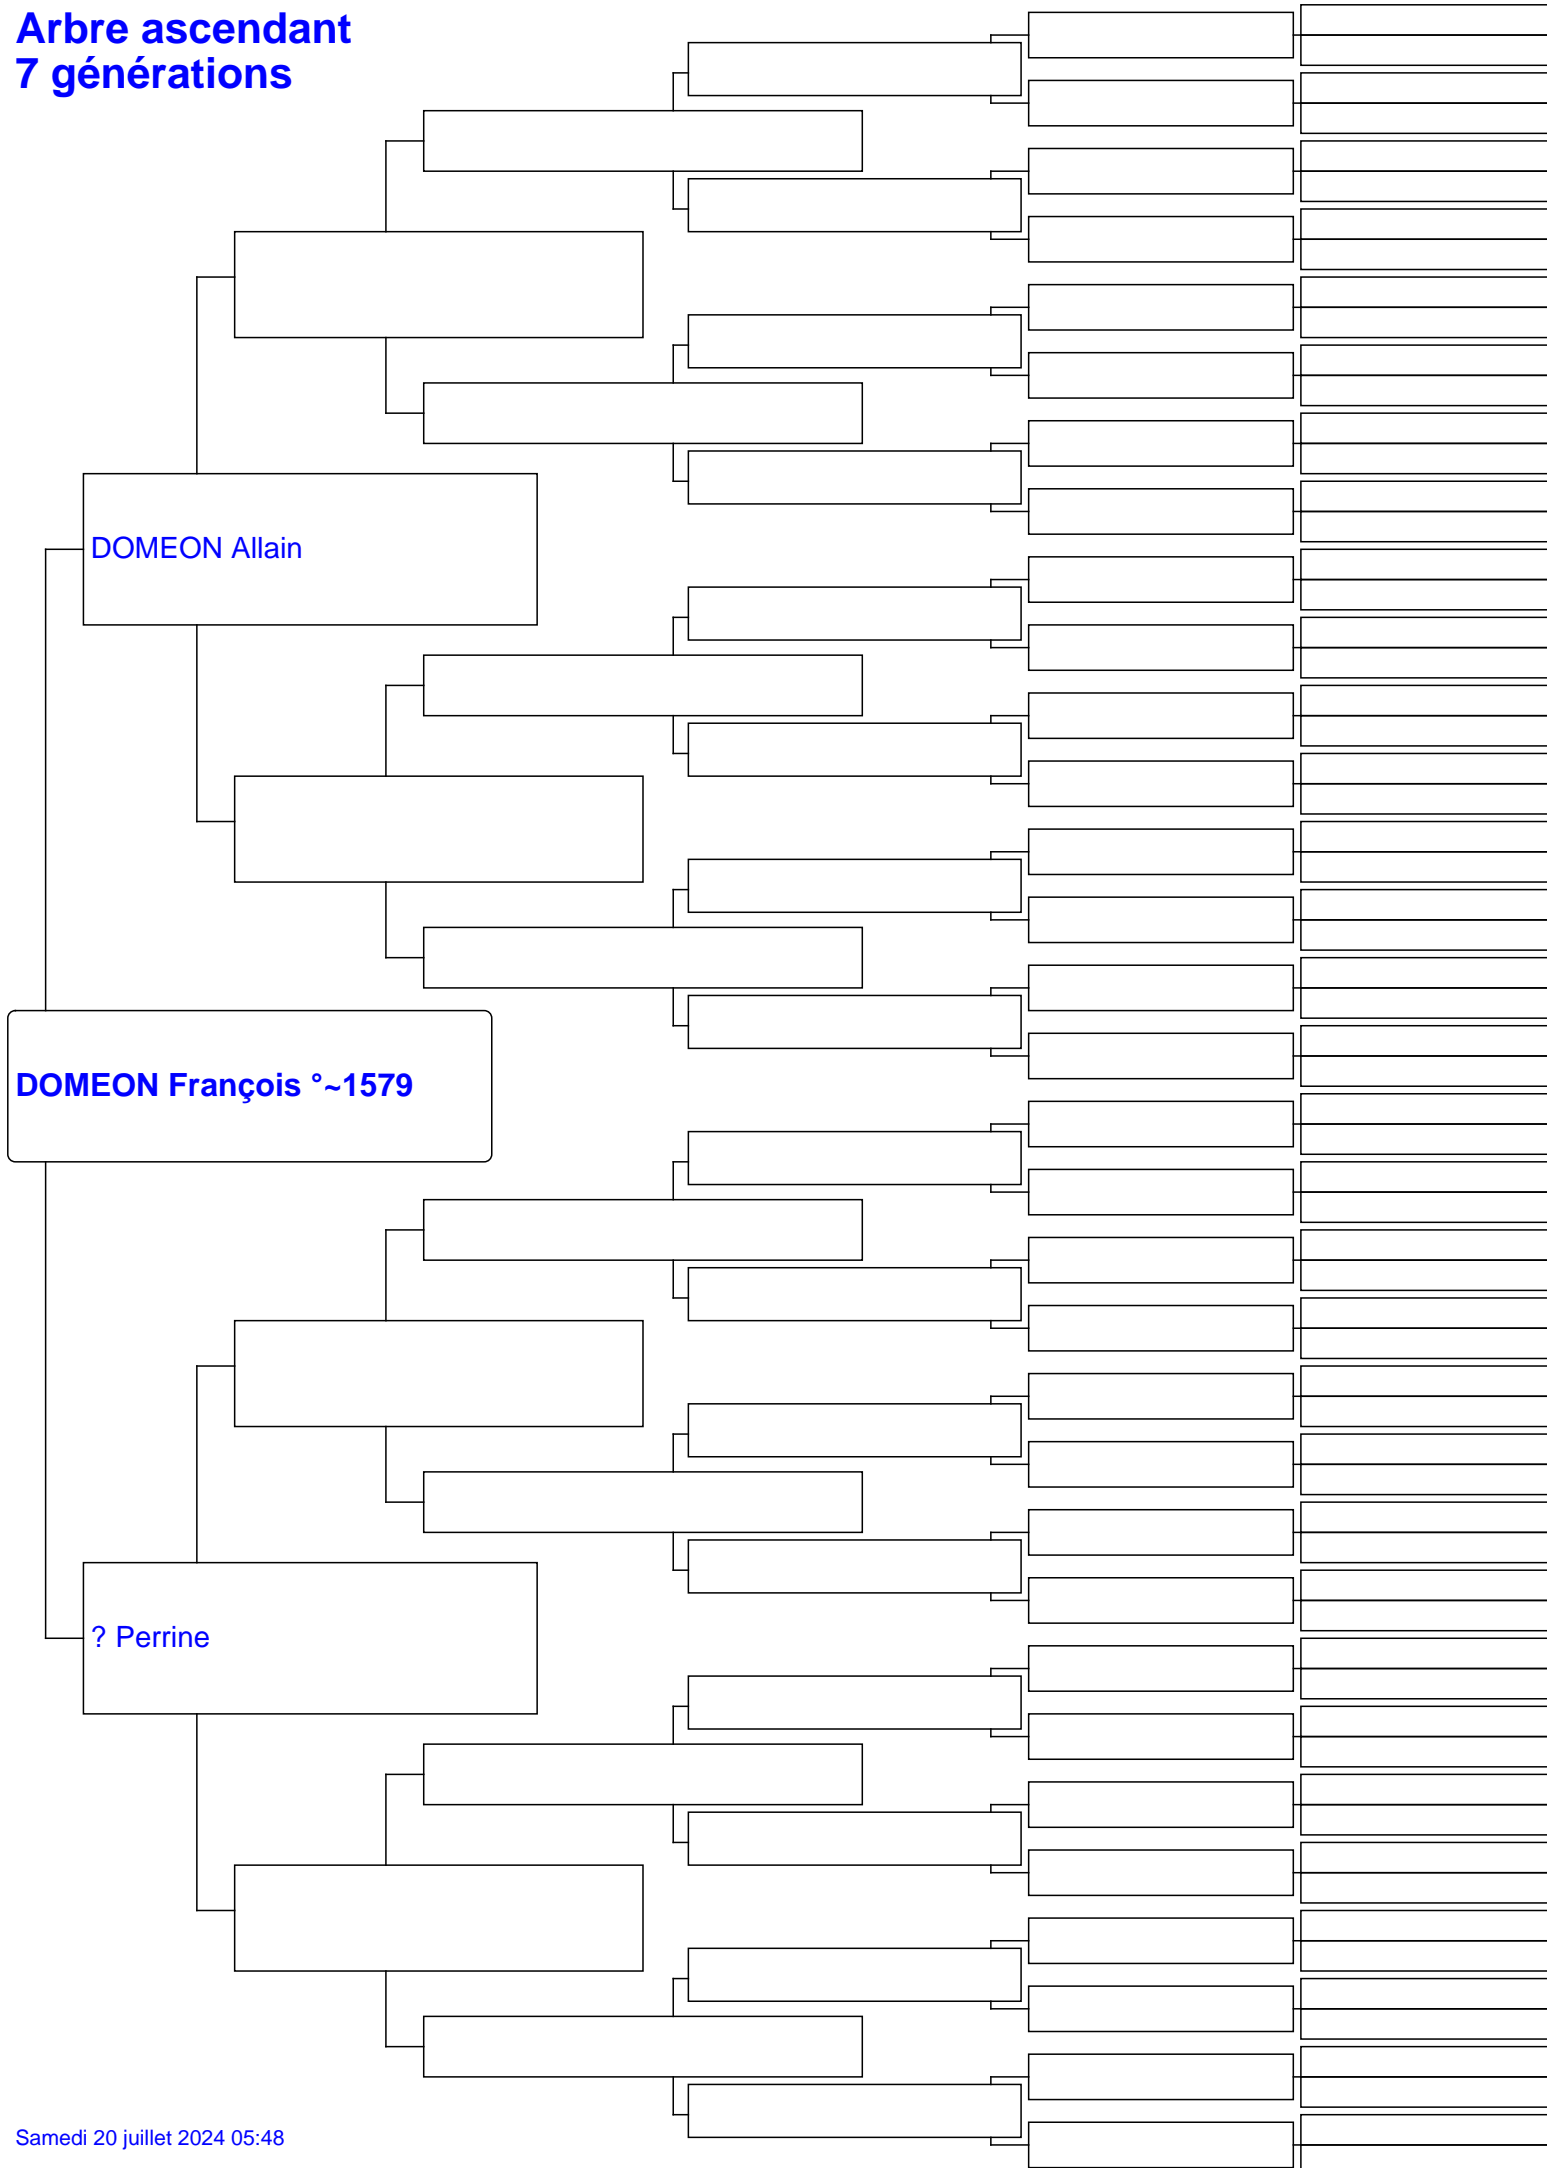 Arbre ascendant
7 générations
DOMEON Allain
DOMEON François °~1579
? Perrine
Samedi 20 juillet 2024 05:48